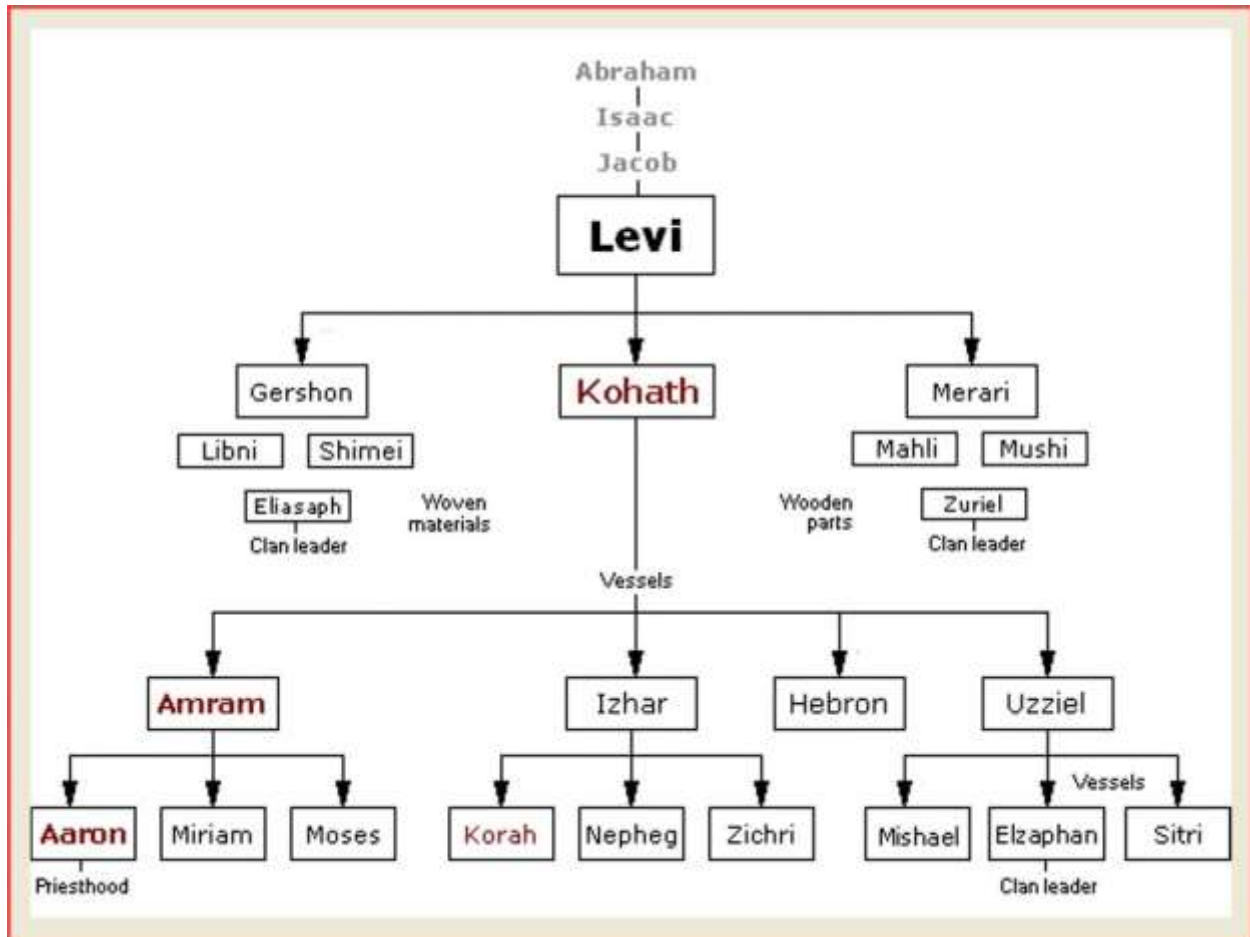 Abraham
Isaac
Jacob
Levi
Gershon
Kohath
Merari
Libni
Shimei
Mahli
Mushi
Eliasaph
Woven
materials
Wooden
parts
Zuriel
Clan leader
Clan leader
Vessels
Amram
Izhar
Hebron
Uzziel
Vessels
Aaron
Miriam
Moses
Korah
Nepheg
Zichri
Mishael
Elzaphan
Sitri
Priesthood
Clan leader